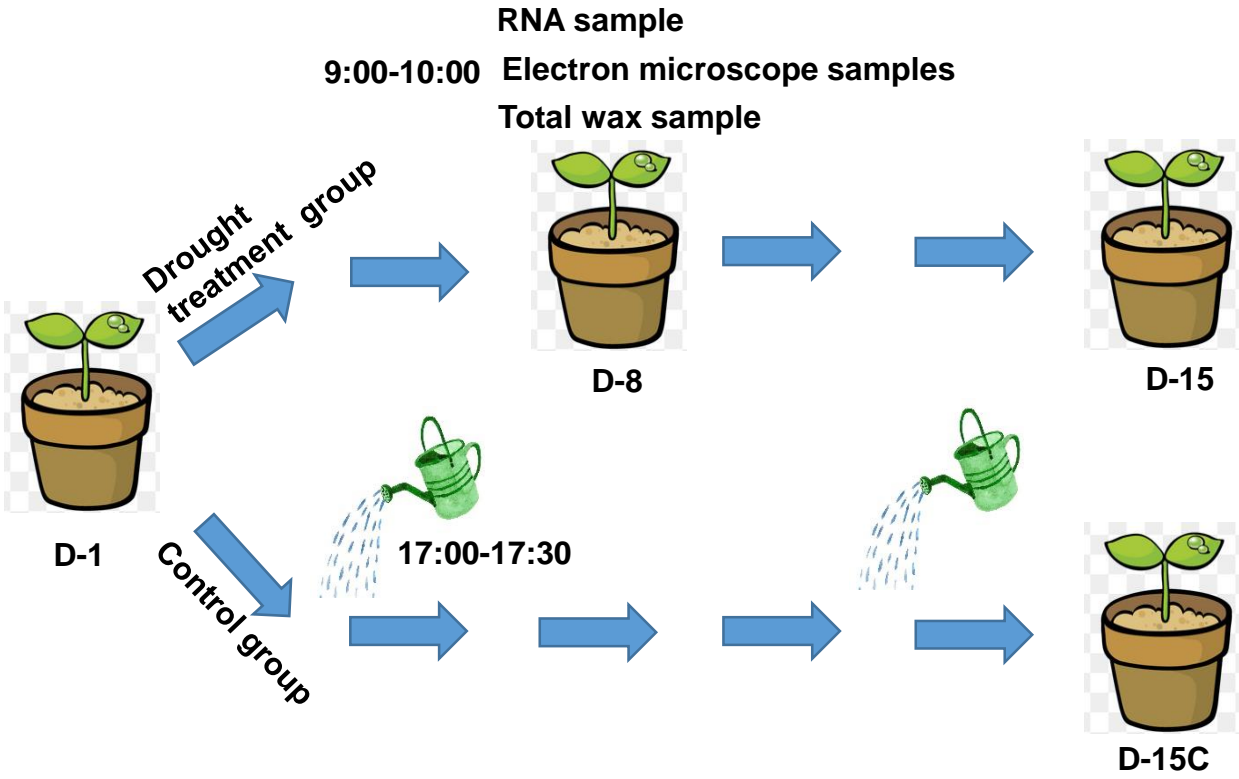 RNA sample
9:00-10:00 Electron microscope samples
Total wax sample
Drought
treatment group
D-8
D-15
D-1
17:00-17:30
Control group
D-15C